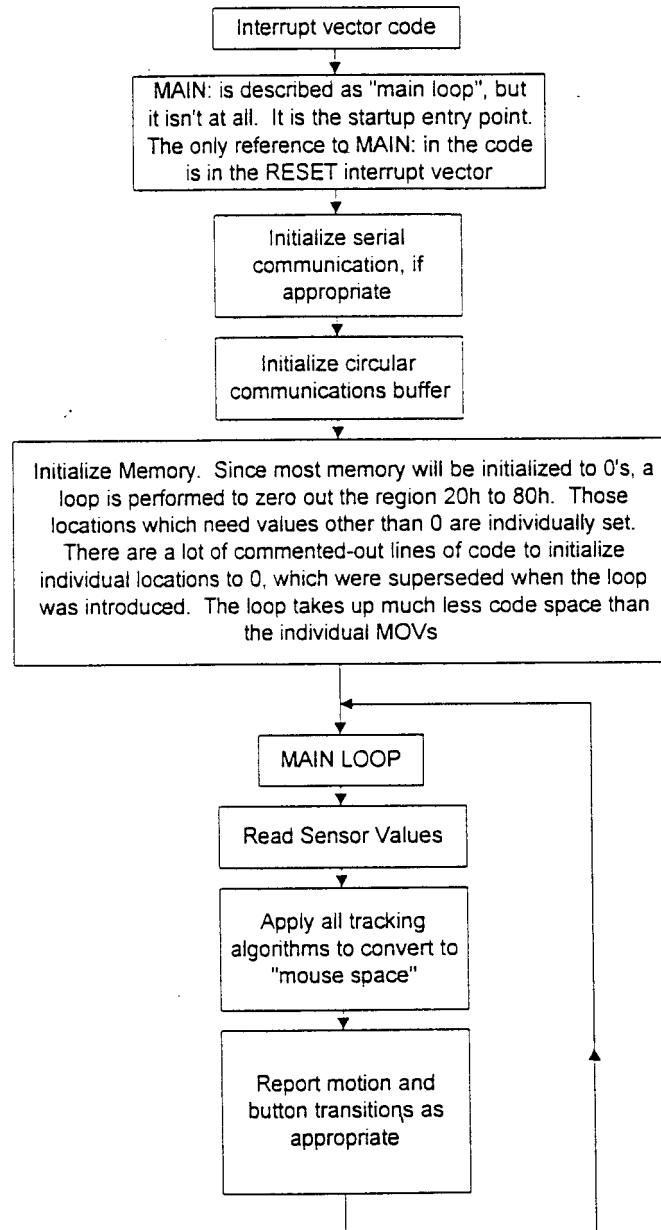 Interrupt vector code
MAIN: is described as "main loop", but
it isn't at all. It is the startup entry point.
The only reference to MAIN: in the code
is in the RESET interrupt vector
Initialize serial
communication, if
appropriate
Initialize circular
communications buffer
Initialize Memory. Since most memory will be initialized to 0's, a
loop is performed to zero out the region 20h to 80h. Those
locations which need values other than 0 are individually set.
There are a lot of commented-out lines of code to initialize
individual locations to 0, which were superseded when the loop
was introduced. The loop takes up much less code space than
the individual MOVs
MAIN LOOP
Read Sensor Values
Apply all tracking
algorithms to convert to
"mouse space"
Report motion and
button transitions as
appropriate